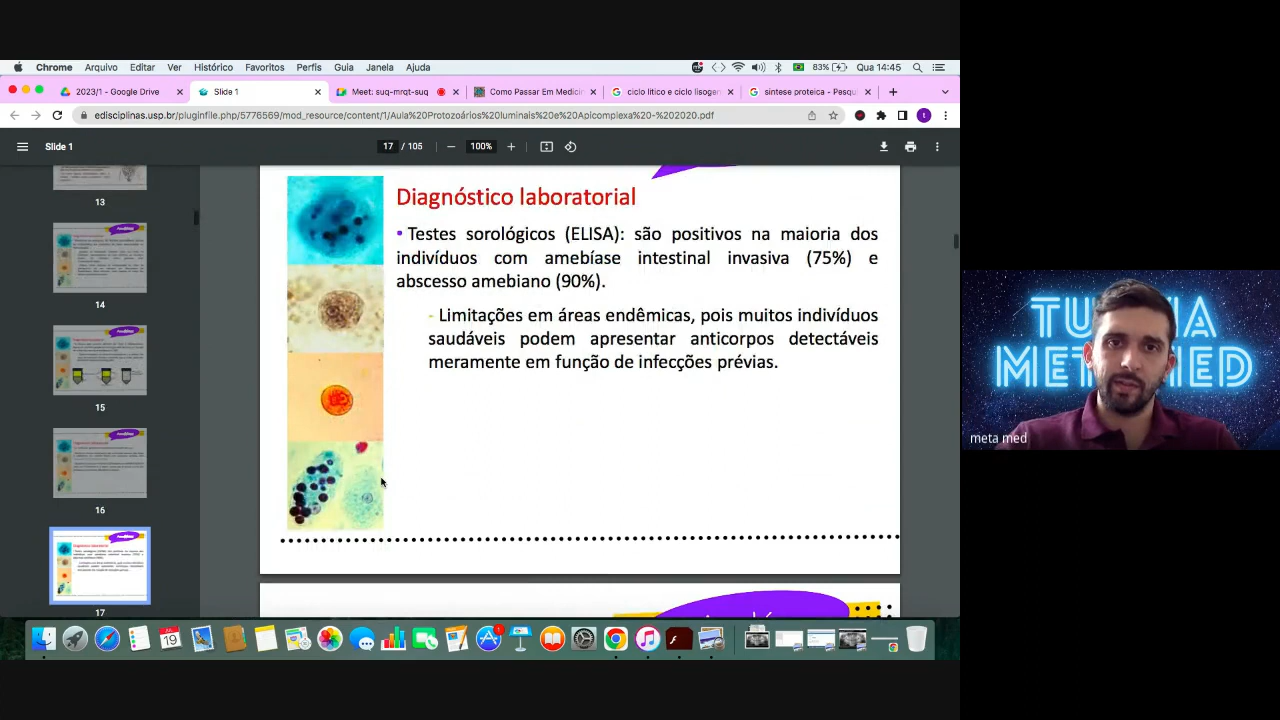 Chrome Arquivo Editar Ver Histórico Favoritos Perfis Guia Janela Ajuda 83% Qua 14:45
2023/1 - Google Drive Slide 1 Meet: suq-mrqt-suq Como Passar Em Medicin ciclo litico e ciclo lisogen sintese proteica - Pesqu
edisciplinas.usp.br/pluginfile.php/5776569/mod_resource/content/1/Aula%20Protozoários%20luminais%20e%20Apicomplexa%20-%202020.pdf
Slide 1 17 / 105 100%
13
14
15
16
17
Diagnóstico laboratorial
• Testes sorológicos (ELISA): são positivos na maioria dos
indivíduos com amebíase intestinal invasiva (75%) e
abscesso amebiano (90%).
- Limitações em áreas endêmicas, pois muitos indivíduos
saudáveis podem apresentar anticorpos detectáveis
meramente em função de infecções prévias.
JUL
19
meta med